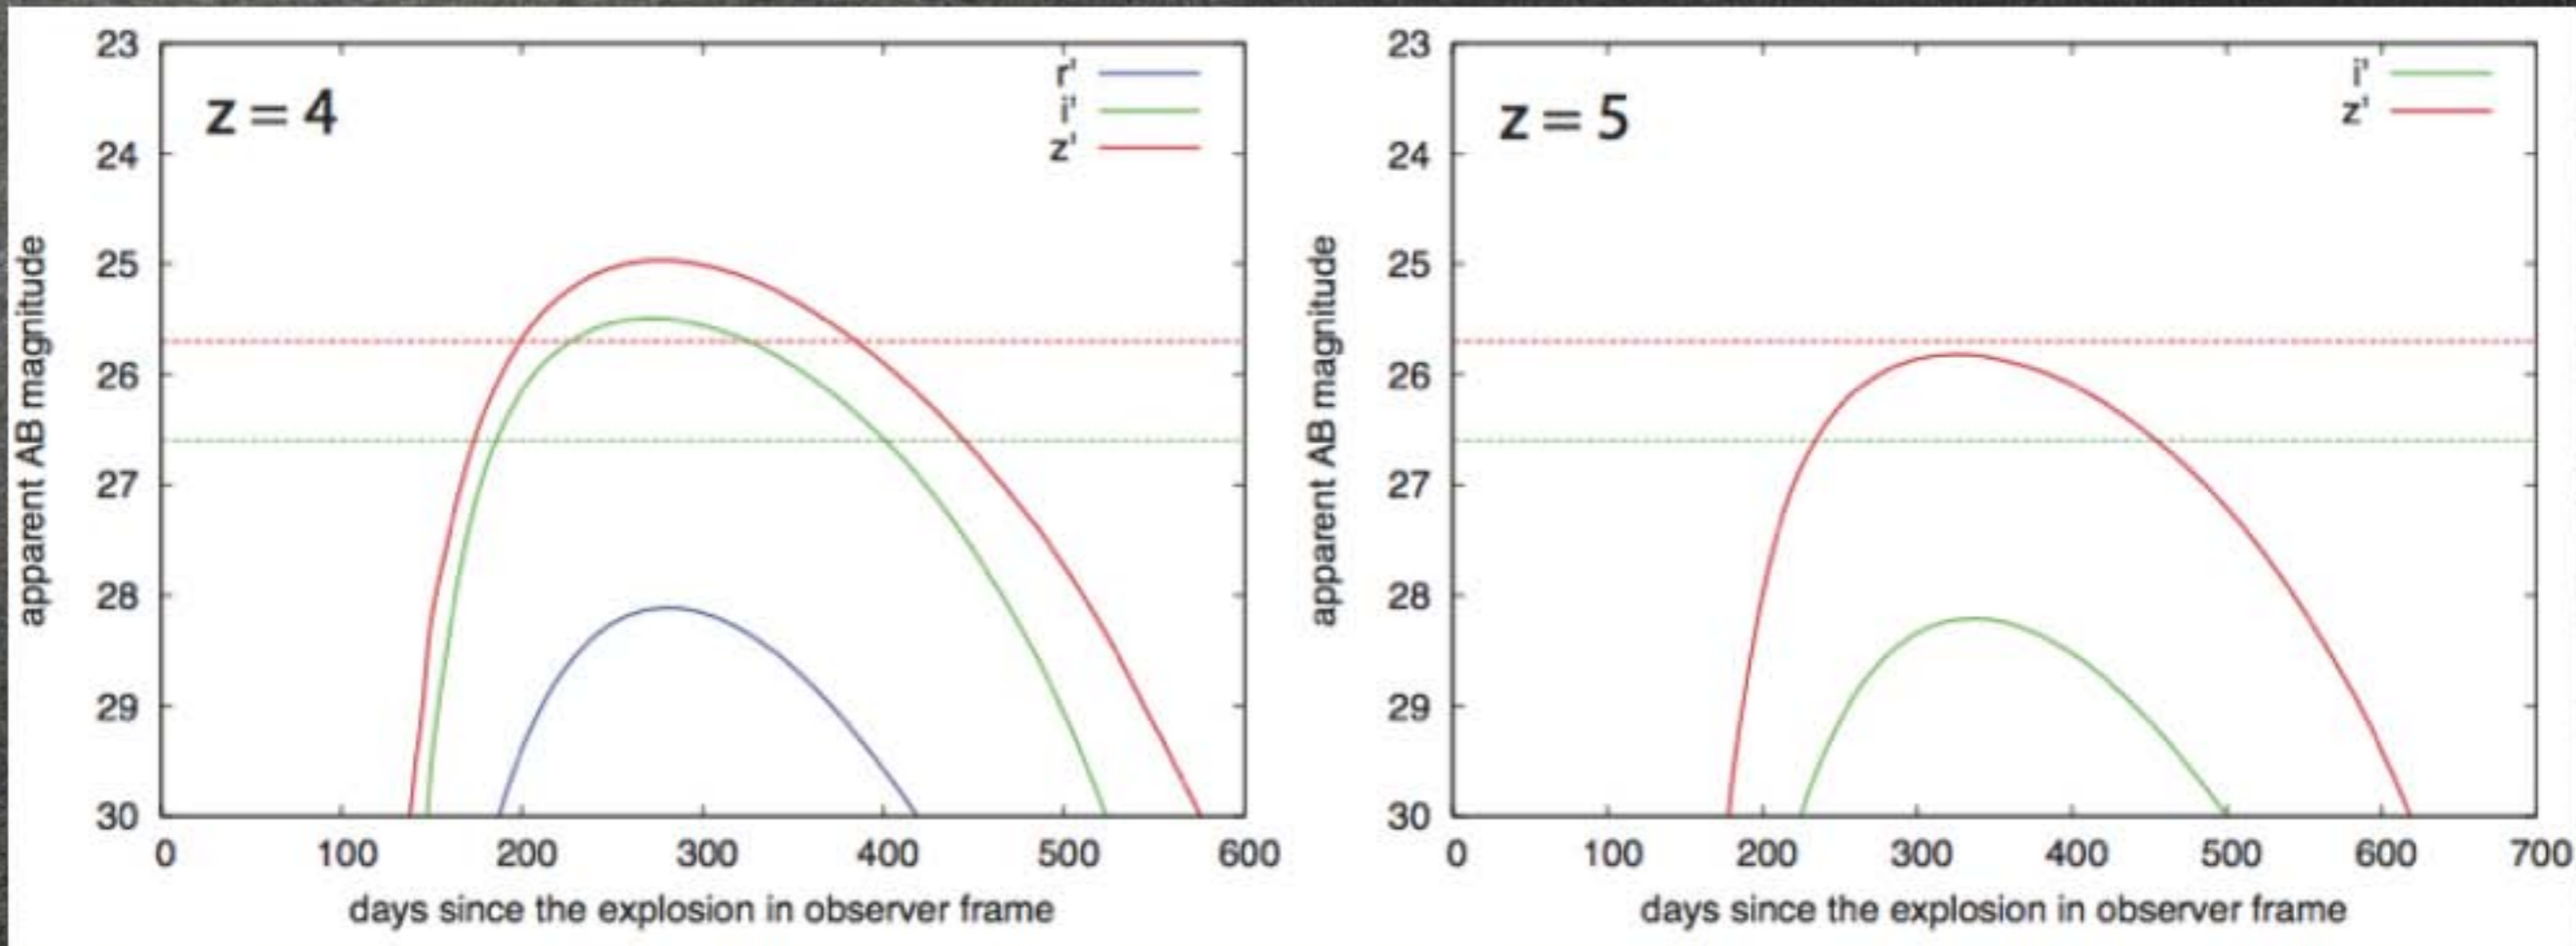 z = 4
r'
i'
z'
23
24
25
26
27
28
29
30
apparent AB magnitude
0 100 200 300 400 500 600
days since the explosion in observer frame
z = 5
i'
z'
23
24
25
26
27
28
29
30
apparent AB magnitude
0 100 200 300 400 500 600 700
days since the explosion in observer frame